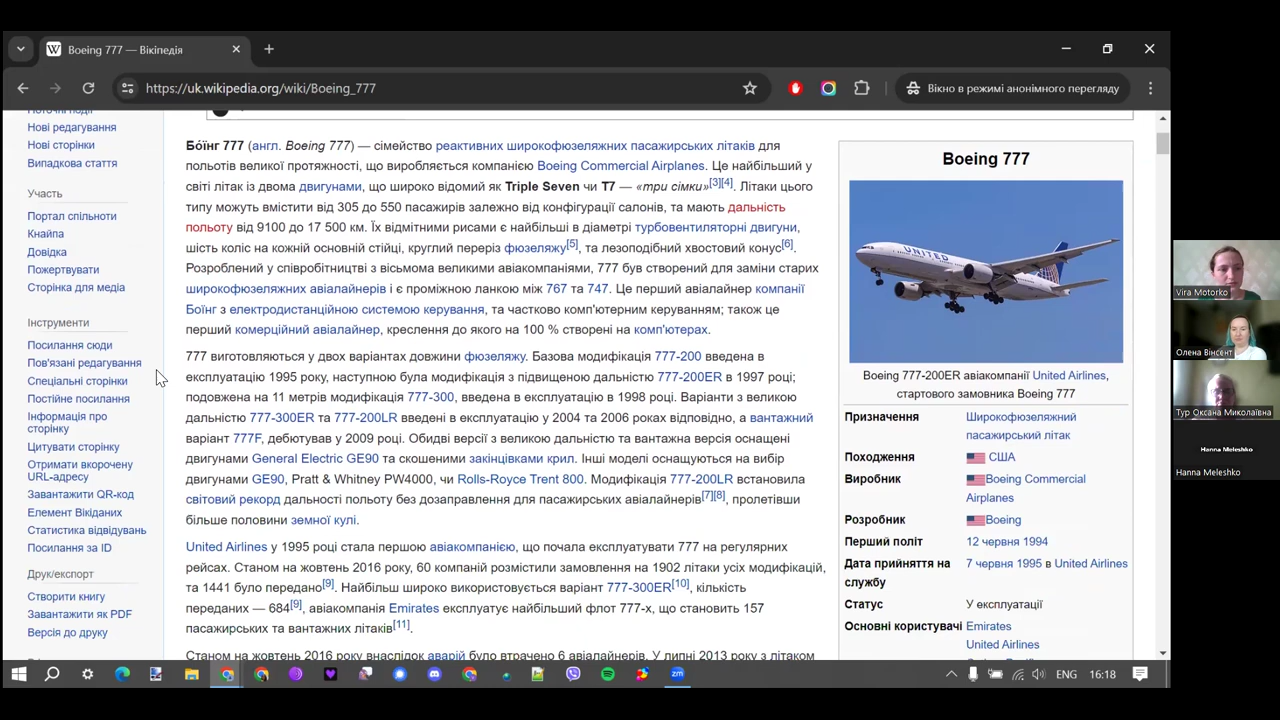 Boeing 777 — Вікіпедія
https://uk.wikipedia.org/wiki/Boeing_777
Вікно в режимі анонімного перегляду
Нові редагування
Нові сторінки
Випадкова стаття
Участь
Портал спільноти
Кнайпа
Довідка
Пожертвувати
Сторінка для медіа
Інструменти
Посилання сюди
Пов'язані редагування
Спеціальні сторінки
Постійне посилання
Інформація про
сторінку
Цитувати сторінку
Отримати вкорочену
URL-адресу
Завантажити QR-код
Елемент Вікіданих
Статистика відвідувань
Посилання за ID
Друк/експорт
Створити книгу
Завантажити як PDF
Версія до друку
Бо́їнг 777 (англ. Boeing 777) — сімейство реактивних широкофюзеляжних пасажирських літаків для
польотів великої протяжності, що виробляється компанією Boeing Commercial Airplanes. Це найбільший у
світі літак із двома двигунами, що широко відомий як Triple Seven чи T7 — «три сімки»[3][4]. Літаки цього
типу можуть вмістити від 305 до 550 пасажирів залежно від конфігурації салонів, та мають дальність
польоту від 9100 до 17 500 км. Їх відмітними рисами є найбільші в діаметрі турбовентиляторні двигуни,
шість коліс на кожній основній стійці, круглий переріз фюзеляжу[5], та лезоподібний хвостовий конус[6].
Розроблений у співробітництві з вісьмома великими авіакомпаніями, 777 був створений для заміни старих
широкофюзеляжних авіалайнерів і є проміжною ланкою між 767 та 747. Це перший авіалайнер компанії
Боїнг з електродистанційною системою керування, та частково комп'ютерним керуванням; також це
перший комерційний авіалайнер, креслення до якого на 100 % створені на комп'ютерах.
777 виготовляються у двох варіантах довжини фюзеляжу. Базова модифікація 777-200 введена в
експлуатацію 1995 року, наступною була модифікація з підвищеною дальністю 777-200ER в 1997 році;
подовжена на 11 метрів модифікація 777-300, введена в експлуатацію в 1998 році. Варіанти з великою
дальністю 777-300ER та 777-200LR введені в експлуатацію у 2004 та 2006 роках відповідно, а вантажний
варіант 777F, дебютував у 2009 році. Обидві версії з великою дальністю та вантажна версія оснащені
двигунами General Electric GE90 та скошеними закінцівками крил. Інші моделі оснащуються на вибір
двигунами GE90, Pratt & Whitney PW4000, чи Rolls-Royce Trent 800. Модифікація 777-200LR встановила
світовий рекорд дальності польоту без дозаправлення для пасажирських авіалайнерів[7][8], пролетівши
більше половини земної кулі.
United Airlines у 1995 році стала першою авіакомпанією, що почала експлуатувати 777 на регулярних
рейсах. Станом на жовтень 2016 року, 60 компаній розмістили замовлення на 1902 літаки усіх модифікацій,
та 1441 було передано[9]. Найбільш широко використовується варіант 777-300ER[10], кількість
переданих — 684[9], авіакомпанія Emirates експлуатує найбільший флот 777-х, що становить 157
пасажирських та вантажних літаків[11].
Станом на жовтень 2016 року внаслідок аварій було втрачено 6 авіалайнерів. У липні 2013 року з літаком
Boeing 777
UNITED
Boeing 777-200ER авіакомпанії United Airlines,
стартового замовника Boeing 777
Призначення Широкофюзеляжний
пасажирський літак
Походження США
Виробник Boeing Commercial
Airplanes
Розробник Boeing
Перший політ 12 червня 1994
Дата прийняття на 7 червня 1995 в United Airlines
службу
Статус У експлуатації
Основні користувачі Emirates
United Airlines
Vira Motorko
Олена Вінсент
Тур Оксана Миколаївна
Hanna Meleshko
Hanna Meleshko
zm
ENG
16:18